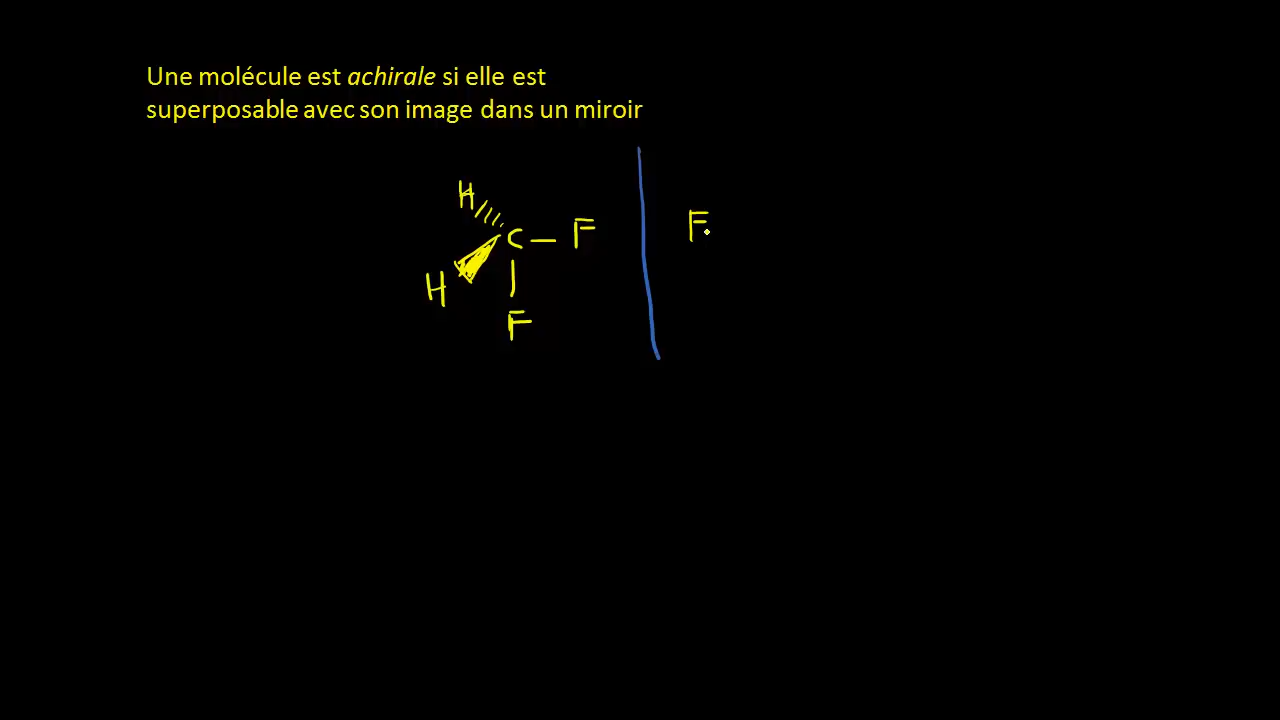 Une molécule est achirale si elle est
superposable avec son image dans un miroir
H
C – F
F
H
F